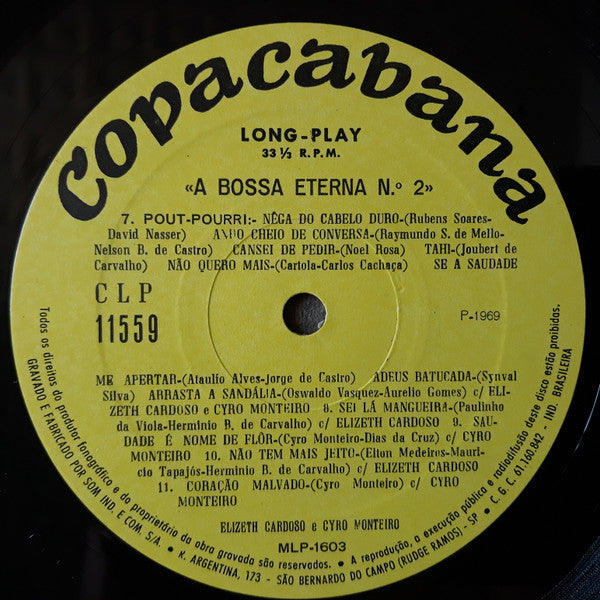 Copacabana
LONG-PLAY
33 ½ R.P.M.
«A BOSSA ETERNA N.º 2»
7. POUT-POURRI:- NÊGA DO CABELO DURO-(Rubens Soares-
David Nasser) ANDO CHEIO DE CONVERSA-(Raymundo S. de Mello-
Nelson B. de Castro) CANSEI DE PEDIR-(Noel Rosa) TAHI-(Joubert de
Carvalho) NÃO QUERO MAIS-(Cartola-Carlos Cachaça) SE A SAUDADE
CLP
11559
P-1969
ME APERTAR-(Ataulfo Alves-Jorge de Castro) ADEUS BATUCADA-(Synval
Silva) ARRASTA A SANDÁLIA-(Oswaldo Vasquez-Aurelio Gomes) c/ ELI-
ZETH CARDOSO e CYRO MONTEIRO 8. SEI LÁ MANGUEIRA-(Paulinho
da Viola-Herminio B. de Carvalho) c/ ELIZETH CARDOSO 9. SAU-
DADE É NOME DE FLÔR-(Cyro Monteiro-Dias da Cruz) c/ CYRO
MONTEIRO 10. NÃO TEM MAIS JEITO-(Elton Medeiros-Mauri-
cio Tapajós-Herminio B. de Carvalho) c/ ELIZETH CARDOSO
11. CORAÇÃO MALVADO-(Cyro Monteiro) c/ CYRO
MONTEIRO
ELIZETH CARDOSO e CYRO MONTEIRO
MLP-1603
Todos os direitos do produtor fonográfico e do proprietário da obra gravada são reservados. • A reprodução, a execução pública e radiodifusão deste disco estão proibidas.
GRAVADO E FABRICADO POR SOM IND. E COM. S/A. • R. ARGENTINA, 173 - SÃO BERNARDO DO CAMPO (RUDGE RAMOS) - SP • C. G. C. 61.160.842 - IND. BRASILEIRA